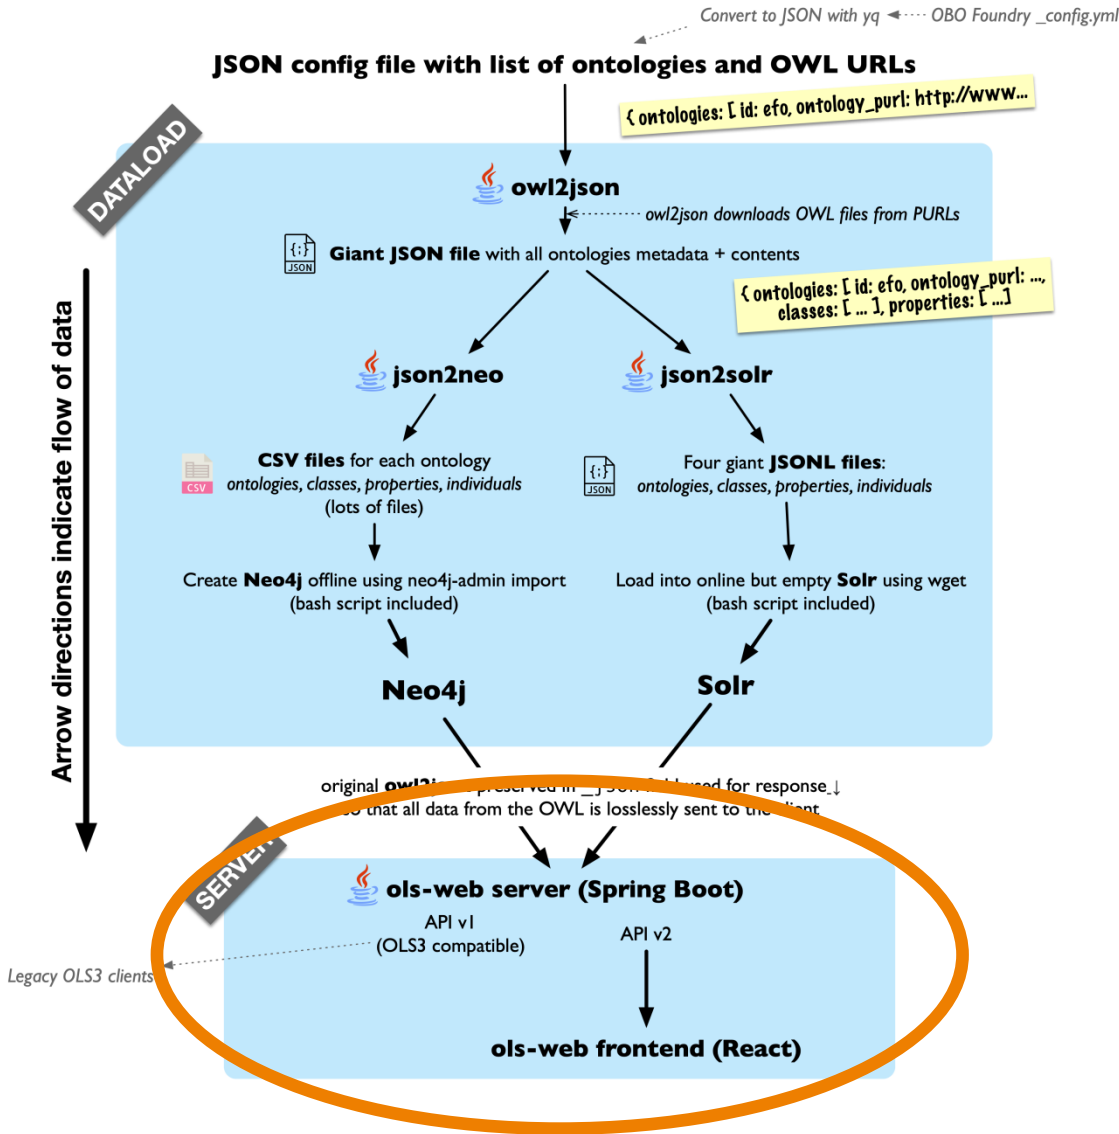 Convert to JSON with yq
OBO Foundry _config.yml
JSON config file with list of ontologies and OWL URLs
{ ontologies: [ id: efo, ontology_purl: http://www...
DATALOAD
owl2json
owl2json downloads OWL files from PURLs
{;}
JSON
Giant JSON file with all ontologies metadata + contents
{ ontologies: [ id: efo, ontology_purl: ...,
classes: [ ... ], properties: [ ...]
Arrow directions indicate flow of data
json2neo
json2solr
CSV
CSV files for each ontology
ontologies, classes, properties, individuals
(lots of files)
{;}
JSON
Four giant JSONL files:
ontologies, classes, properties, individuals
Create Neo4j offline using neo4j-admin import
(bash script included)
Load into online but empty Solr using wget
(bash script included)
Neo4j
Solr
original preserved in used for response ↓
that all data from the OWL is losslessly sent to the client
SERVER
ols-web server (Spring Boot)
API v1
(OLS3 compatible)
API v2
Legacy OLS3 clients
ols-web frontend (React)